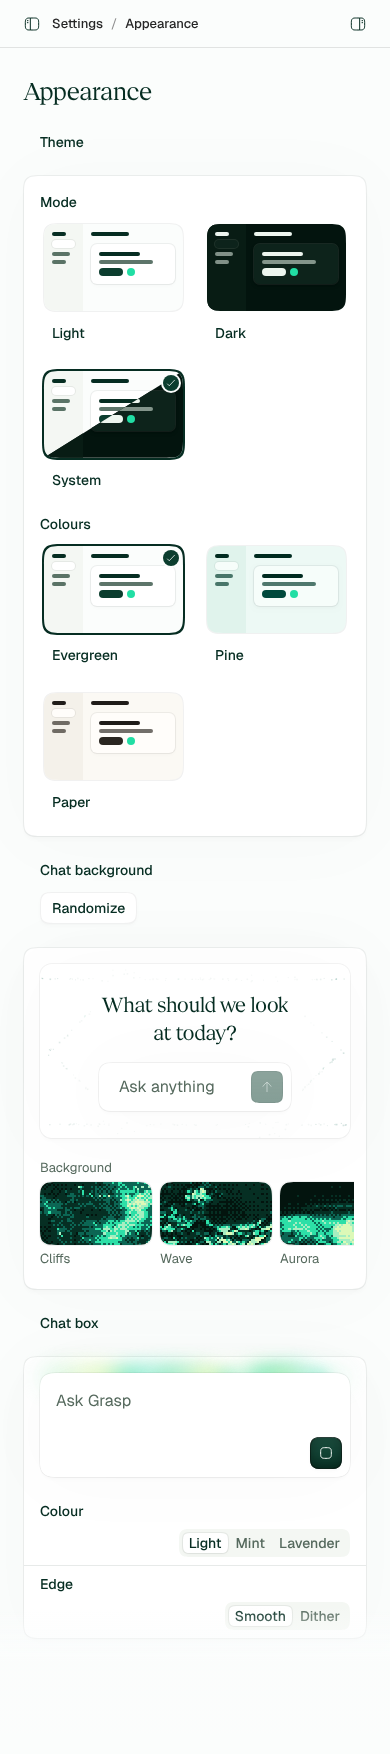 Settings / Appearance
Appearance
Theme
Mode
Light
Dark
System
Colours
Evergreen
Pine
Paper
Chat background
Randomize
What should we look
at today?
Ask anything
Background
Cliffs
Wave
Aurora
Chat box
Ask Grasp
Colour
Light
Mint
Lavender
Edge
Smooth
Dither